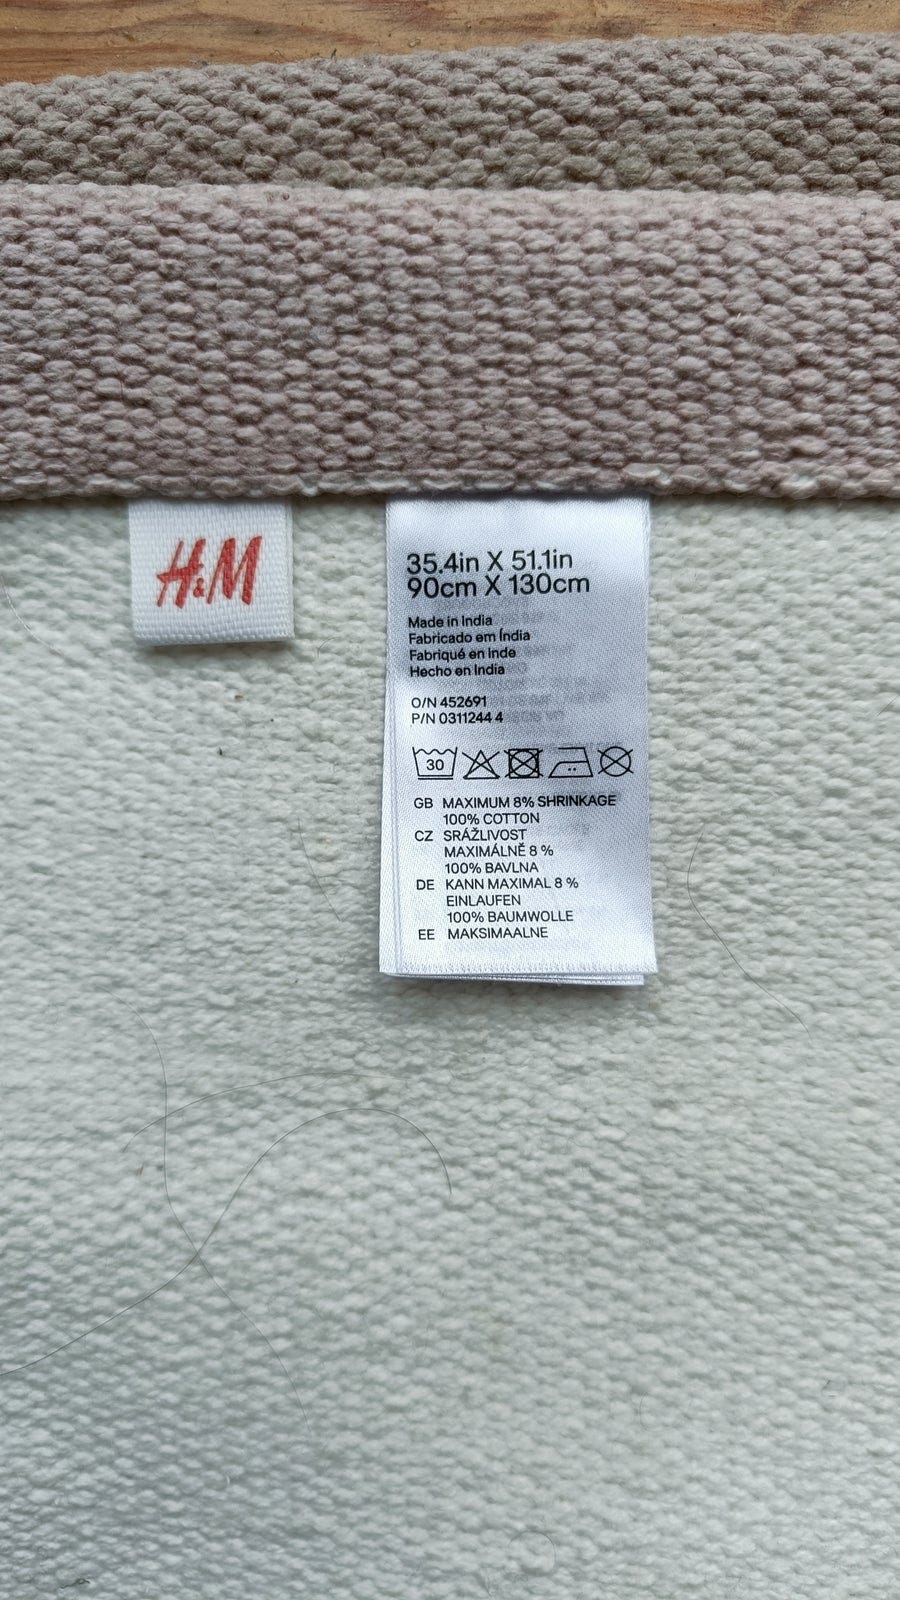 H&M
35.4in X 51.1in
90cm X 130cm
Made in India
Fabricado em Índia
Fabriqué en Inde
Hecho en India
O/N 452691
P/N 0311244 4
30
GB MAXIMUM 8% SHRINKAGE
100% COTTON
CZ SRÁŽLIVOST
MAXIMÁLNĚ 8 %
100% BAVLNA
DE KANN MAXIMAL 8 %
EINLAUFEN
100% BAUMWOLLE
EE MAKSIMAALNE